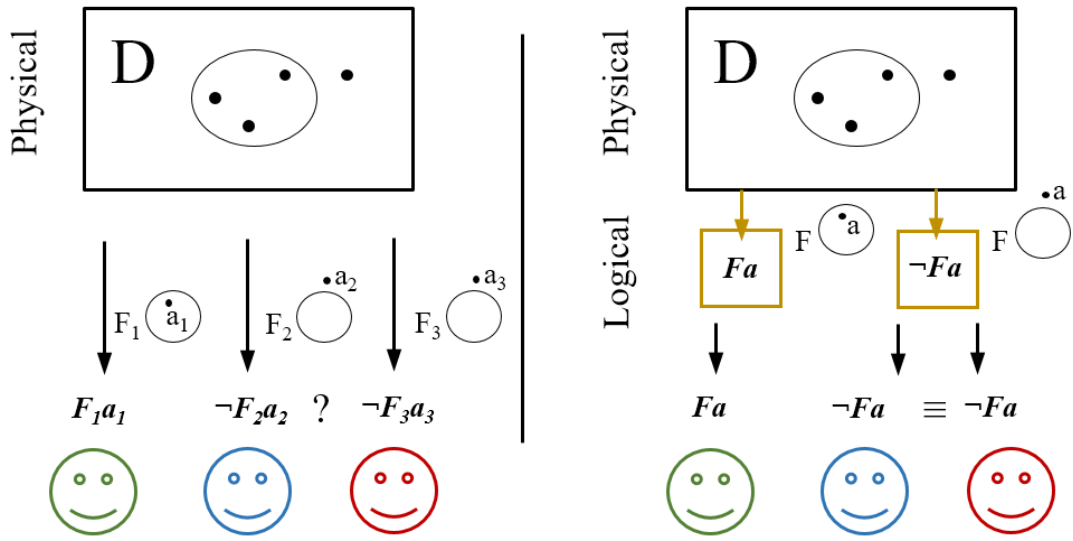 Physical
D
F₁
a₁
F₂
a₂
F₃
a₃
F₁a₁
¬F₂a₂
?
¬F₃a₃
Physical
D
Logical
Fa
F
a
¬Fa
F
a
Fa
¬Fa ≡ ¬Fa